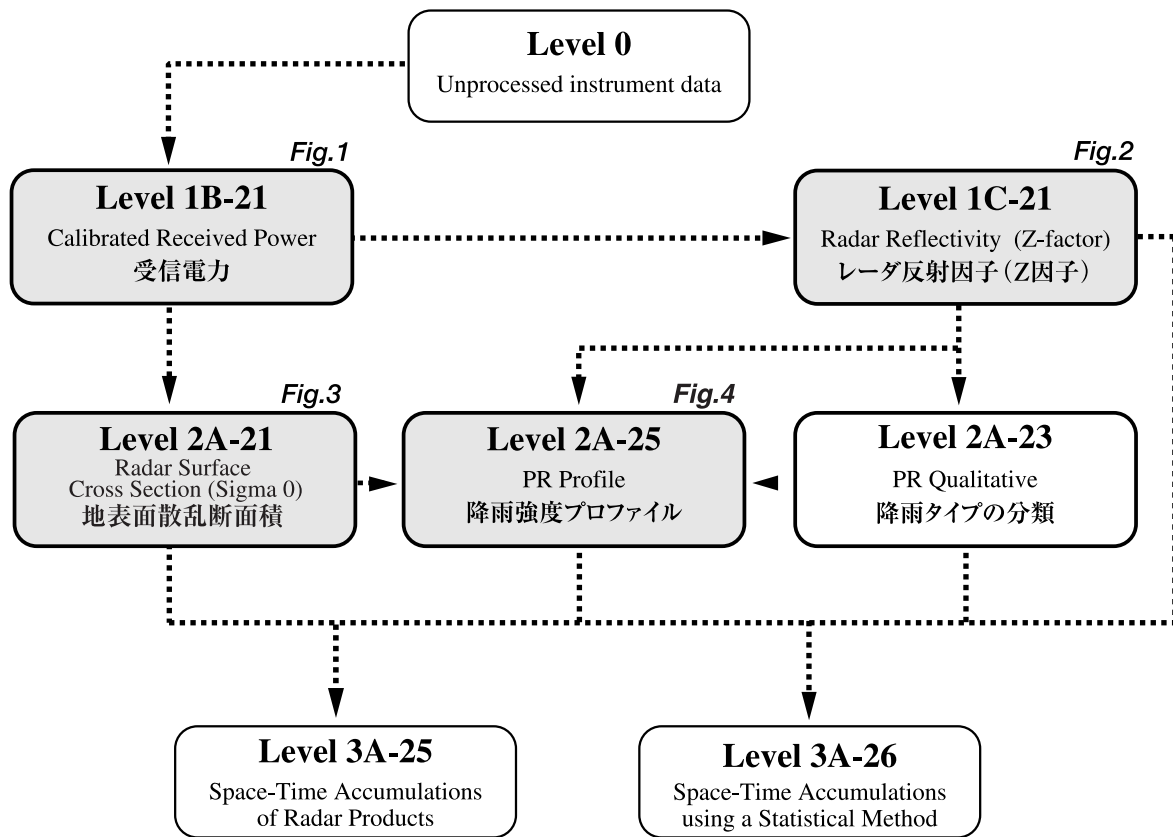 Level 0
Unprocessed instrument data
Fig.1
Level 1B-21
Calibrated Received Power
受信電力
Fig.2
Level 1C-21
Radar Reflectivity (Z-factor)
レーダ反射因子(Z因子)
Fig.3
Level 2A-21
Radar Surface
Cross Section (Sigma 0)
地表面散乱断面積
Fig.4
Level 2A-25
PR Profile
降雨強度プロファイル
Level 2A-23
PR Qualitative
降雨タイプの分類
Level 3A-25
Space-Time Accumulations
of Radar Products
Level 3A-26
Space-Time Accumulations
using a Statistical Method